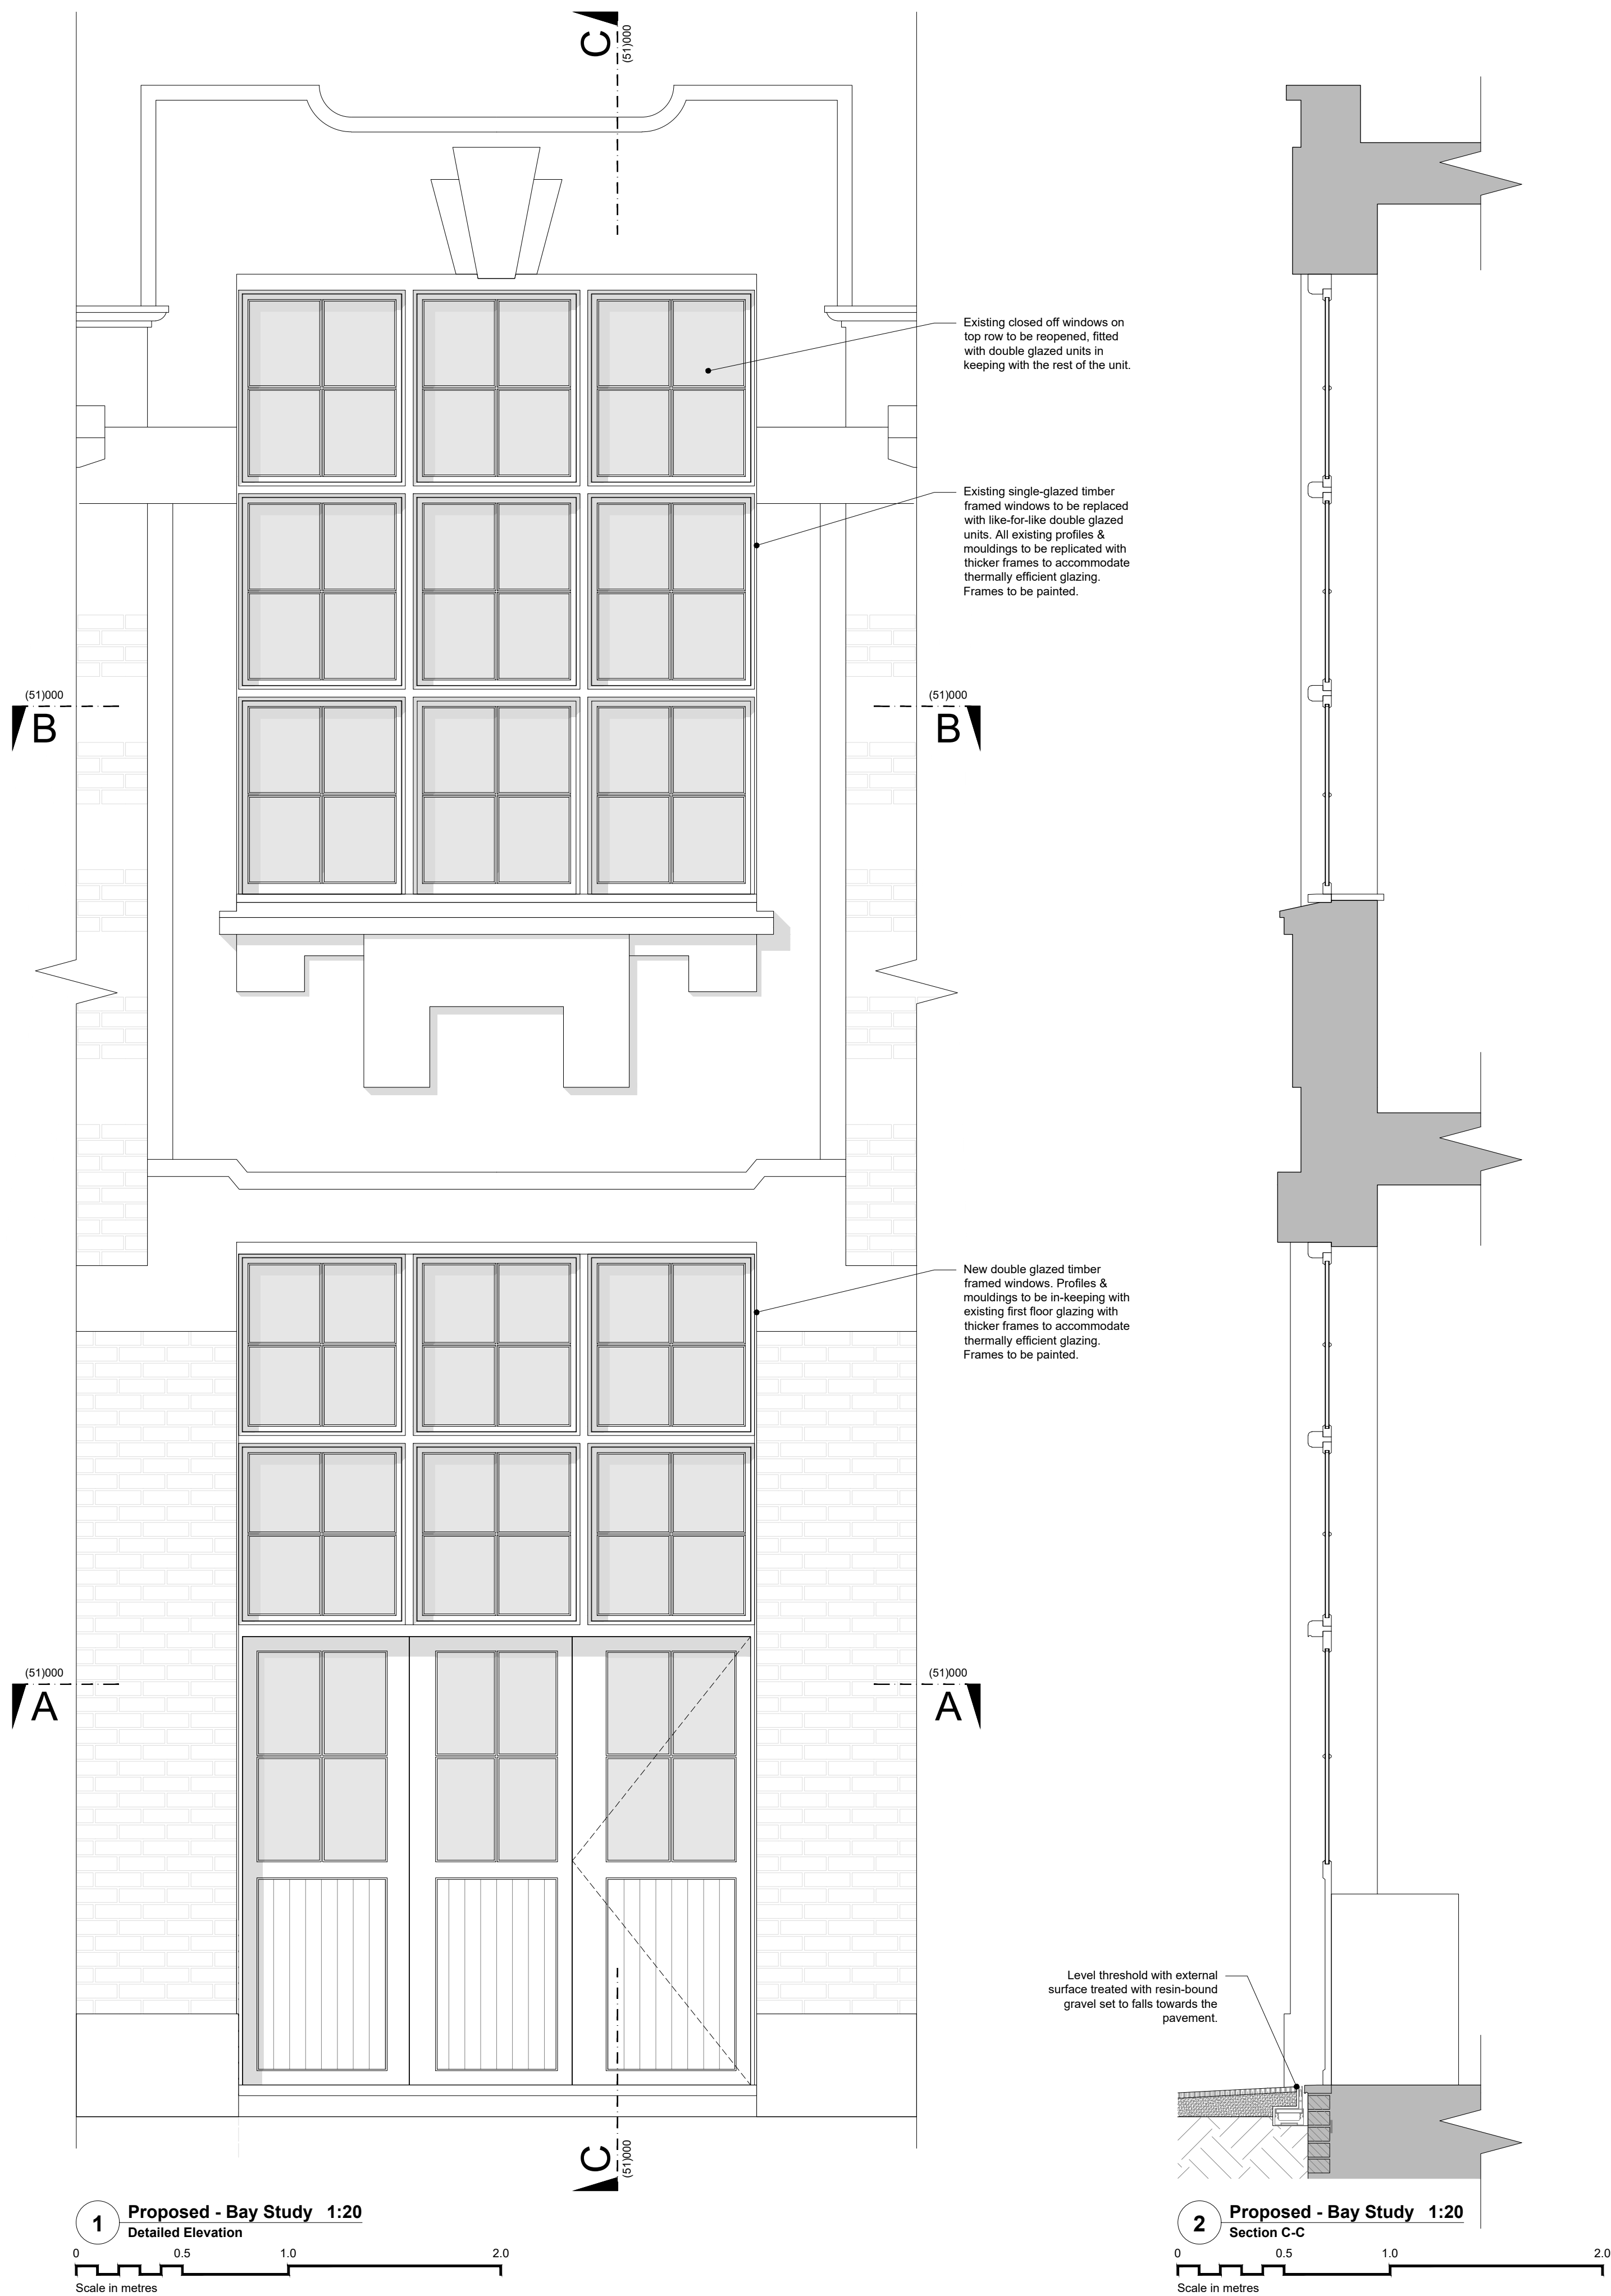 C
(51)000
Existing closed off windows on
top row to be reopened, fitted
with double glazed units in
keeping with the rest of the unit.
Existing single-glazed timber
framed windows to be replaced
with like-for-like double glazed
units. All existing profiles &
mouldings to be replicated with
thicker frames to accommodate
thermally efficient glazing.
Frames to be painted.
(51)000
B
(51)000
B
New double glazed timber
framed windows. Profiles &
mouldings to be in-keeping with
existing first floor glazing with
thicker frames to accommodate
thermally efficient glazing.
Frames to be painted.
(51)000
A
(51)000
A
Level threshold with external
surface treated with resin-bound
gravel set to falls towards the
pavement.
C
(51)000
1
Proposed - Bay Study 1:20
Detailed Elevation
0 0.5 1.0 2.0
Scale in metres
2
Proposed - Bay Study 1:20
Section C-C
0 0.5 1.0 2.0
Scale in metres